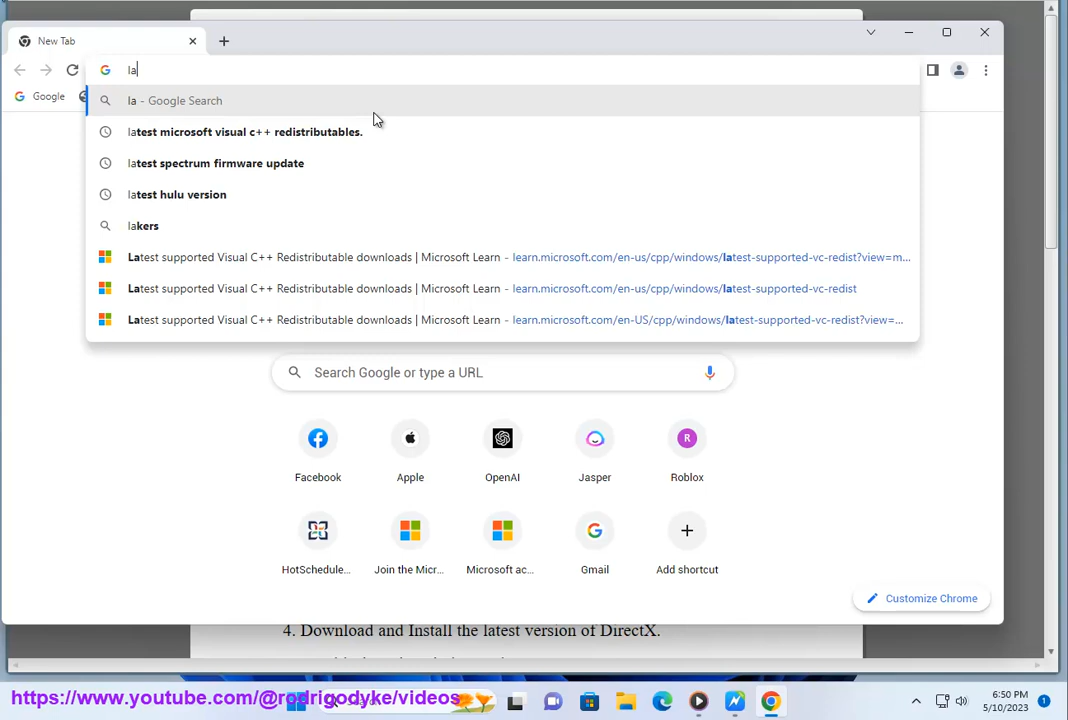 New Tab
la
Google
la - Google Search
latest microsoft visual c++ redistributables.
latest spectrum firmware update
latest hulu version
lakers
Latest supported Visual C++ Redistributable downloads | Microsoft Learn - learn.microsoft.com/en-us/cpp/windows/latest-supported-vc-redist?view=m...
Latest supported Visual C++ Redistributable downloads | Microsoft Learn - learn.microsoft.com/en-us/cpp/windows/latest-supported-vc-redist
Latest supported Visual C++ Redistributable downloads | Microsoft Learn - learn.microsoft.com/en-US/cpp/windows/latest-supported-vc-redist?view=...
Search Google or type a URL
Facebook Apple OpenAI Jasper R Roblox
HotSchedule... Join the Micr... Microsoft ac... Gmail Add shortcut
Customize Chrome
4. Download and Install the latest version of DirectX.
https://www.youtube.com/@rodrigodyke/videos
6:50 PM
5/10/2023
1